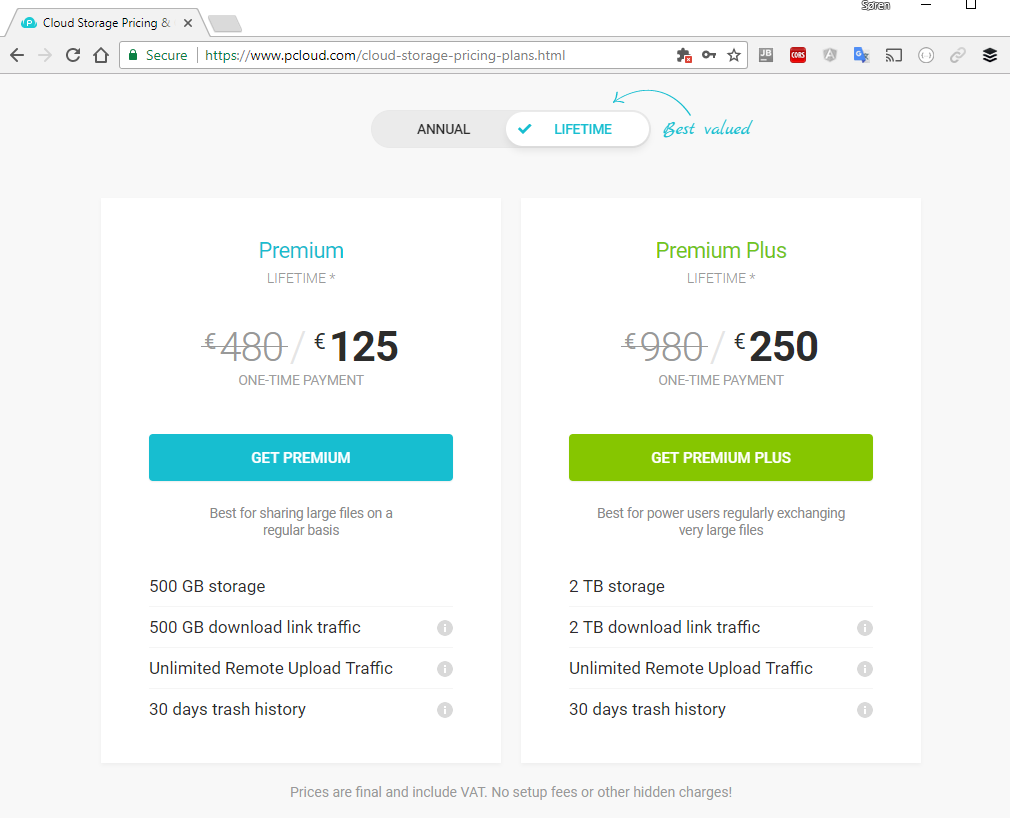 Søren
Cloud Storage Pricing &
Secure
https://www.pcloud.com/cloud-storage-pricing-plans.html
JB
CORS
ANNUAL
LIFETIME
Best valued
Premium
LIFETIME *
€480 / €125
ONE-TIME PAYMENT
GET PREMIUM
Best for sharing large files on a
regular basis
500 GB storage
500 GB download link traffic
Unlimited Remote Upload Traffic
30 days trash history
Premium Plus
LIFETIME *
€980 / €250
ONE-TIME PAYMENT
GET PREMIUM PLUS
Best for power users regularly exchanging
very large files
2 TB storage
2 TB download link traffic
Unlimited Remote Upload Traffic
30 days trash history
Prices are final and include VAT. No setup fees or other hidden charges!